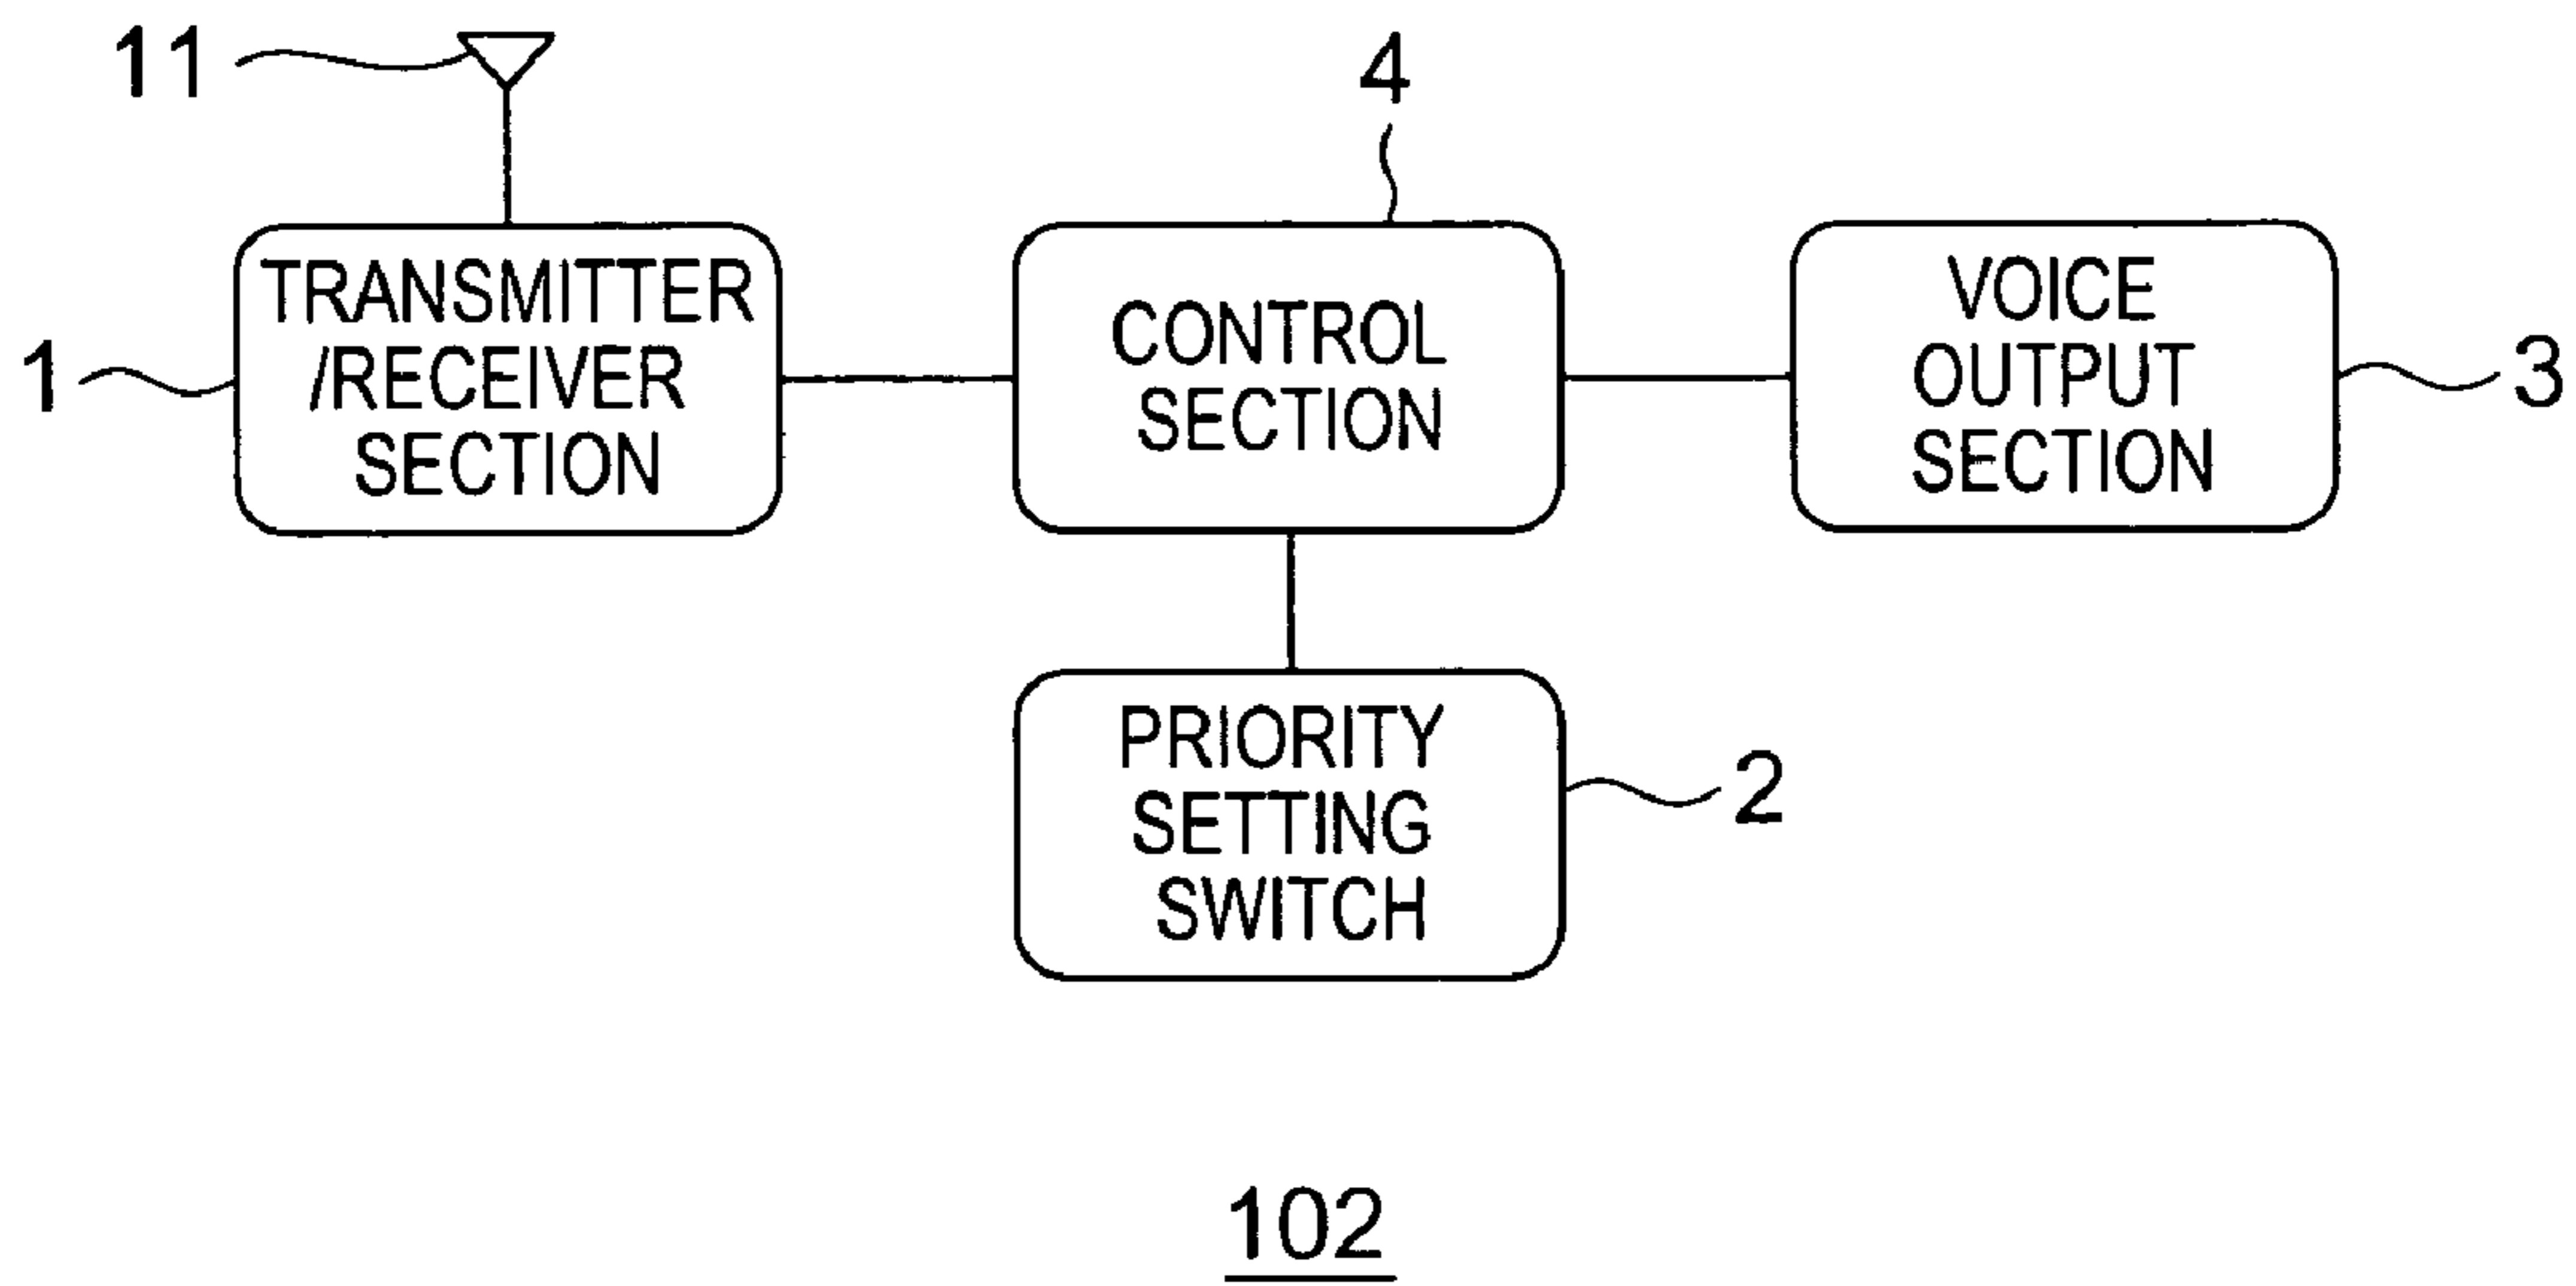 11
4
TRANSMITTER
/RECEIVER
SECTION
1
CONTROL
SECTION
VOICE
OUTPUT
SECTION
3
PRIORITY
SETTING
SWITCH
2
102